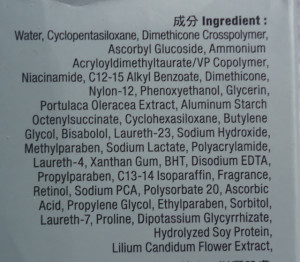 成分 Ingredient :
Water, Cyclopentasiloxane, Dimethicone Crosspolymer,
Ascorbyl Glucoside, Ammonium
Acryloyldimethyltaurate/VP Copolymer,
Niacinamide, C12-15 Alkyl Benzoate, Dimethicone,
Nylon-12, Phenoxyethanol, Glycerin,
Portulaca Oleracea Extract, Aluminum Starch
Octenylsuccinate, Cyclohexasiloxane, Butylene
Glycol, Bisabolol, Laureth-23, Sodium Hydroxide,
Methylparaben, Sodium Lactate, Polyacrylamide,
Laureth-4, Xanthan Gum, BHT, Disodium EDTA,
Propylparaben, C13-14 Isoparaffin, Fragrance,
Retinol, Sodium PCA, Polysorbate 20, Ascorbic
Acid, Propylene Glycol, Ethylparaben, Sorbitol,
Laureth-7, Proline, Dipotassium Glycyrrhizate,
Hydrolyzed Soy Protein,
Lilium Candidum Flower Extract,